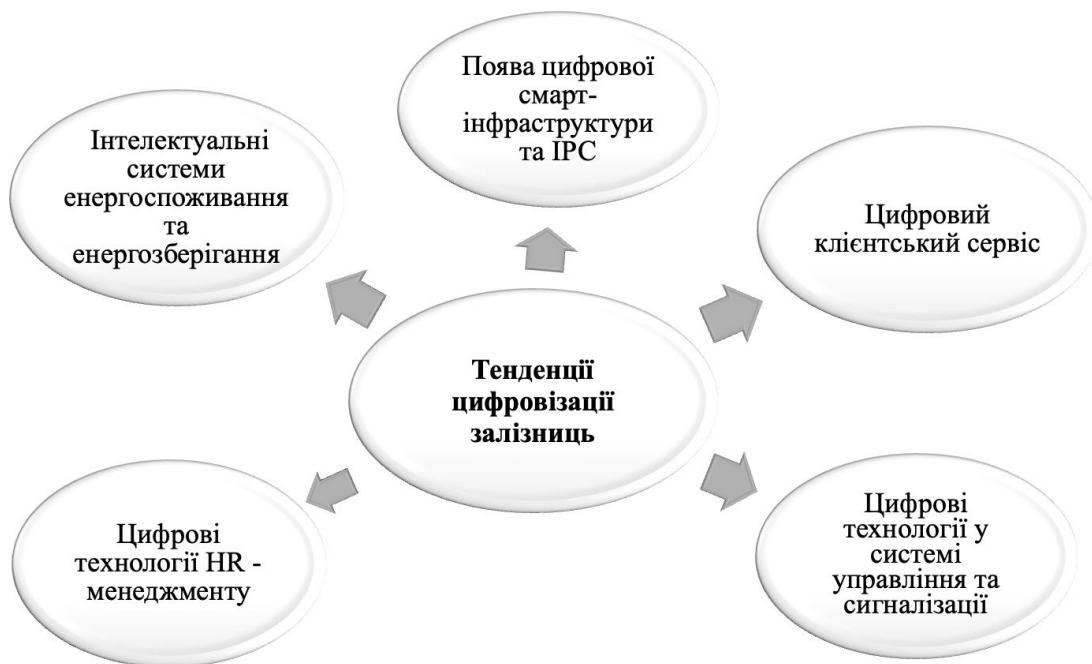 Поява цифрової
смарт-
інфраструктури
та ІРС
Інтелектуальні
системи
енергоспоживання
та
енергозберігання
Цифровий
клієнтський сервіс
Тенденції
цифровізації
залізниць
Цифрові
технології HR -
менеджменту
Цифрові
технології у
системі
управління та
сигналізації